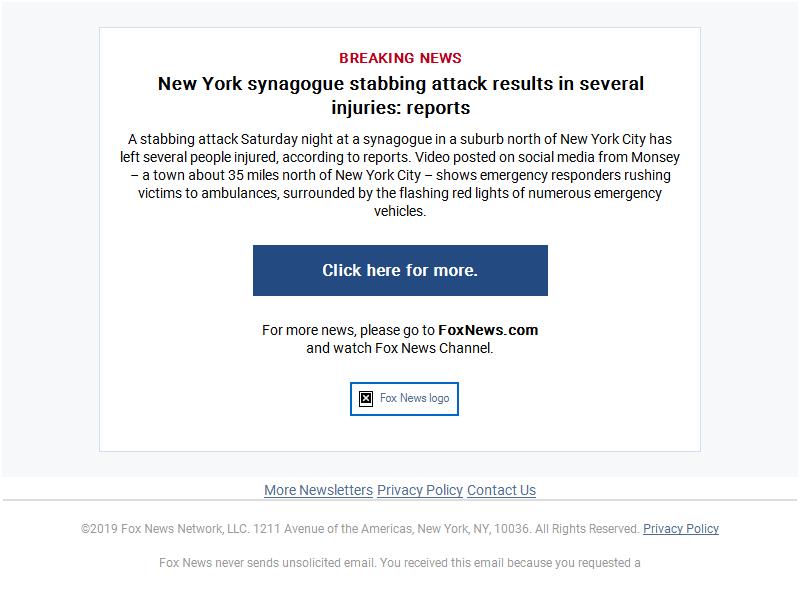 BREAKING NEWS
New York synagogue stabbing attack results in several
injuries: reports
A stabbing attack Saturday night at a synagogue in a suburb north of New York City has
left several people injured, according to reports. Video posted on social media from Monsey
– a town about 35 miles north of New York City – shows emergency responders rushing
victims to ambulances, surrounded by the flashing red lights of numerous emergency
vehicles.
Click here for more.
For more news, please go to FoxNews.com
and watch Fox News Channel.
Fox News logo
More Newsletters Privacy Policy Contact Us
©2019 Fox News Network, LLC. 1211 Avenue of the Americas, New York, NY, 10036. All Rights Reserved. Privacy Policy
Fox News never sends unsolicited email. You received this email because you requested a